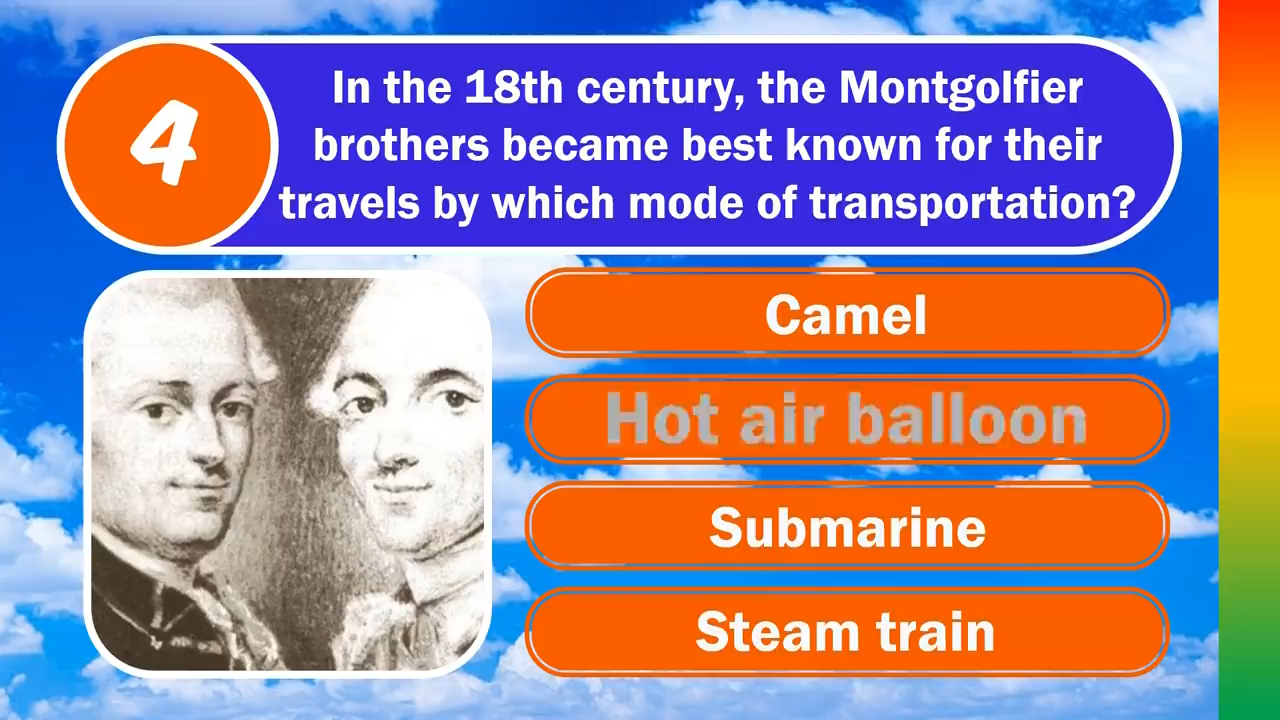 4
In the 18th century, the Montgolfier
brothers became best known for their
travels by which mode of transportation?
Camel
Hot air balloon
Submarine
Steam train